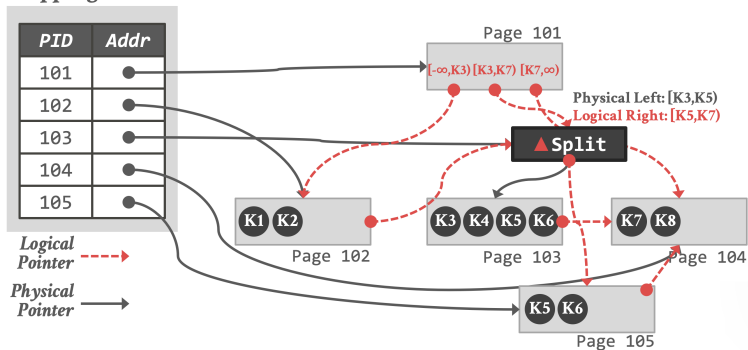 PID Addr
101
102
103
104
105
Logical
Pointer
Physical
Pointer
Page 101
[-∞,K3) [K3,K7) [K7,∞)
Physical Left: [K3,K5)
Logical Right: [K5,K7)
▲Split
K1 K2
Page 102
K3 K4 K5 K6
Page 103
K7 K8
Page 104
K5 K6
Page 105